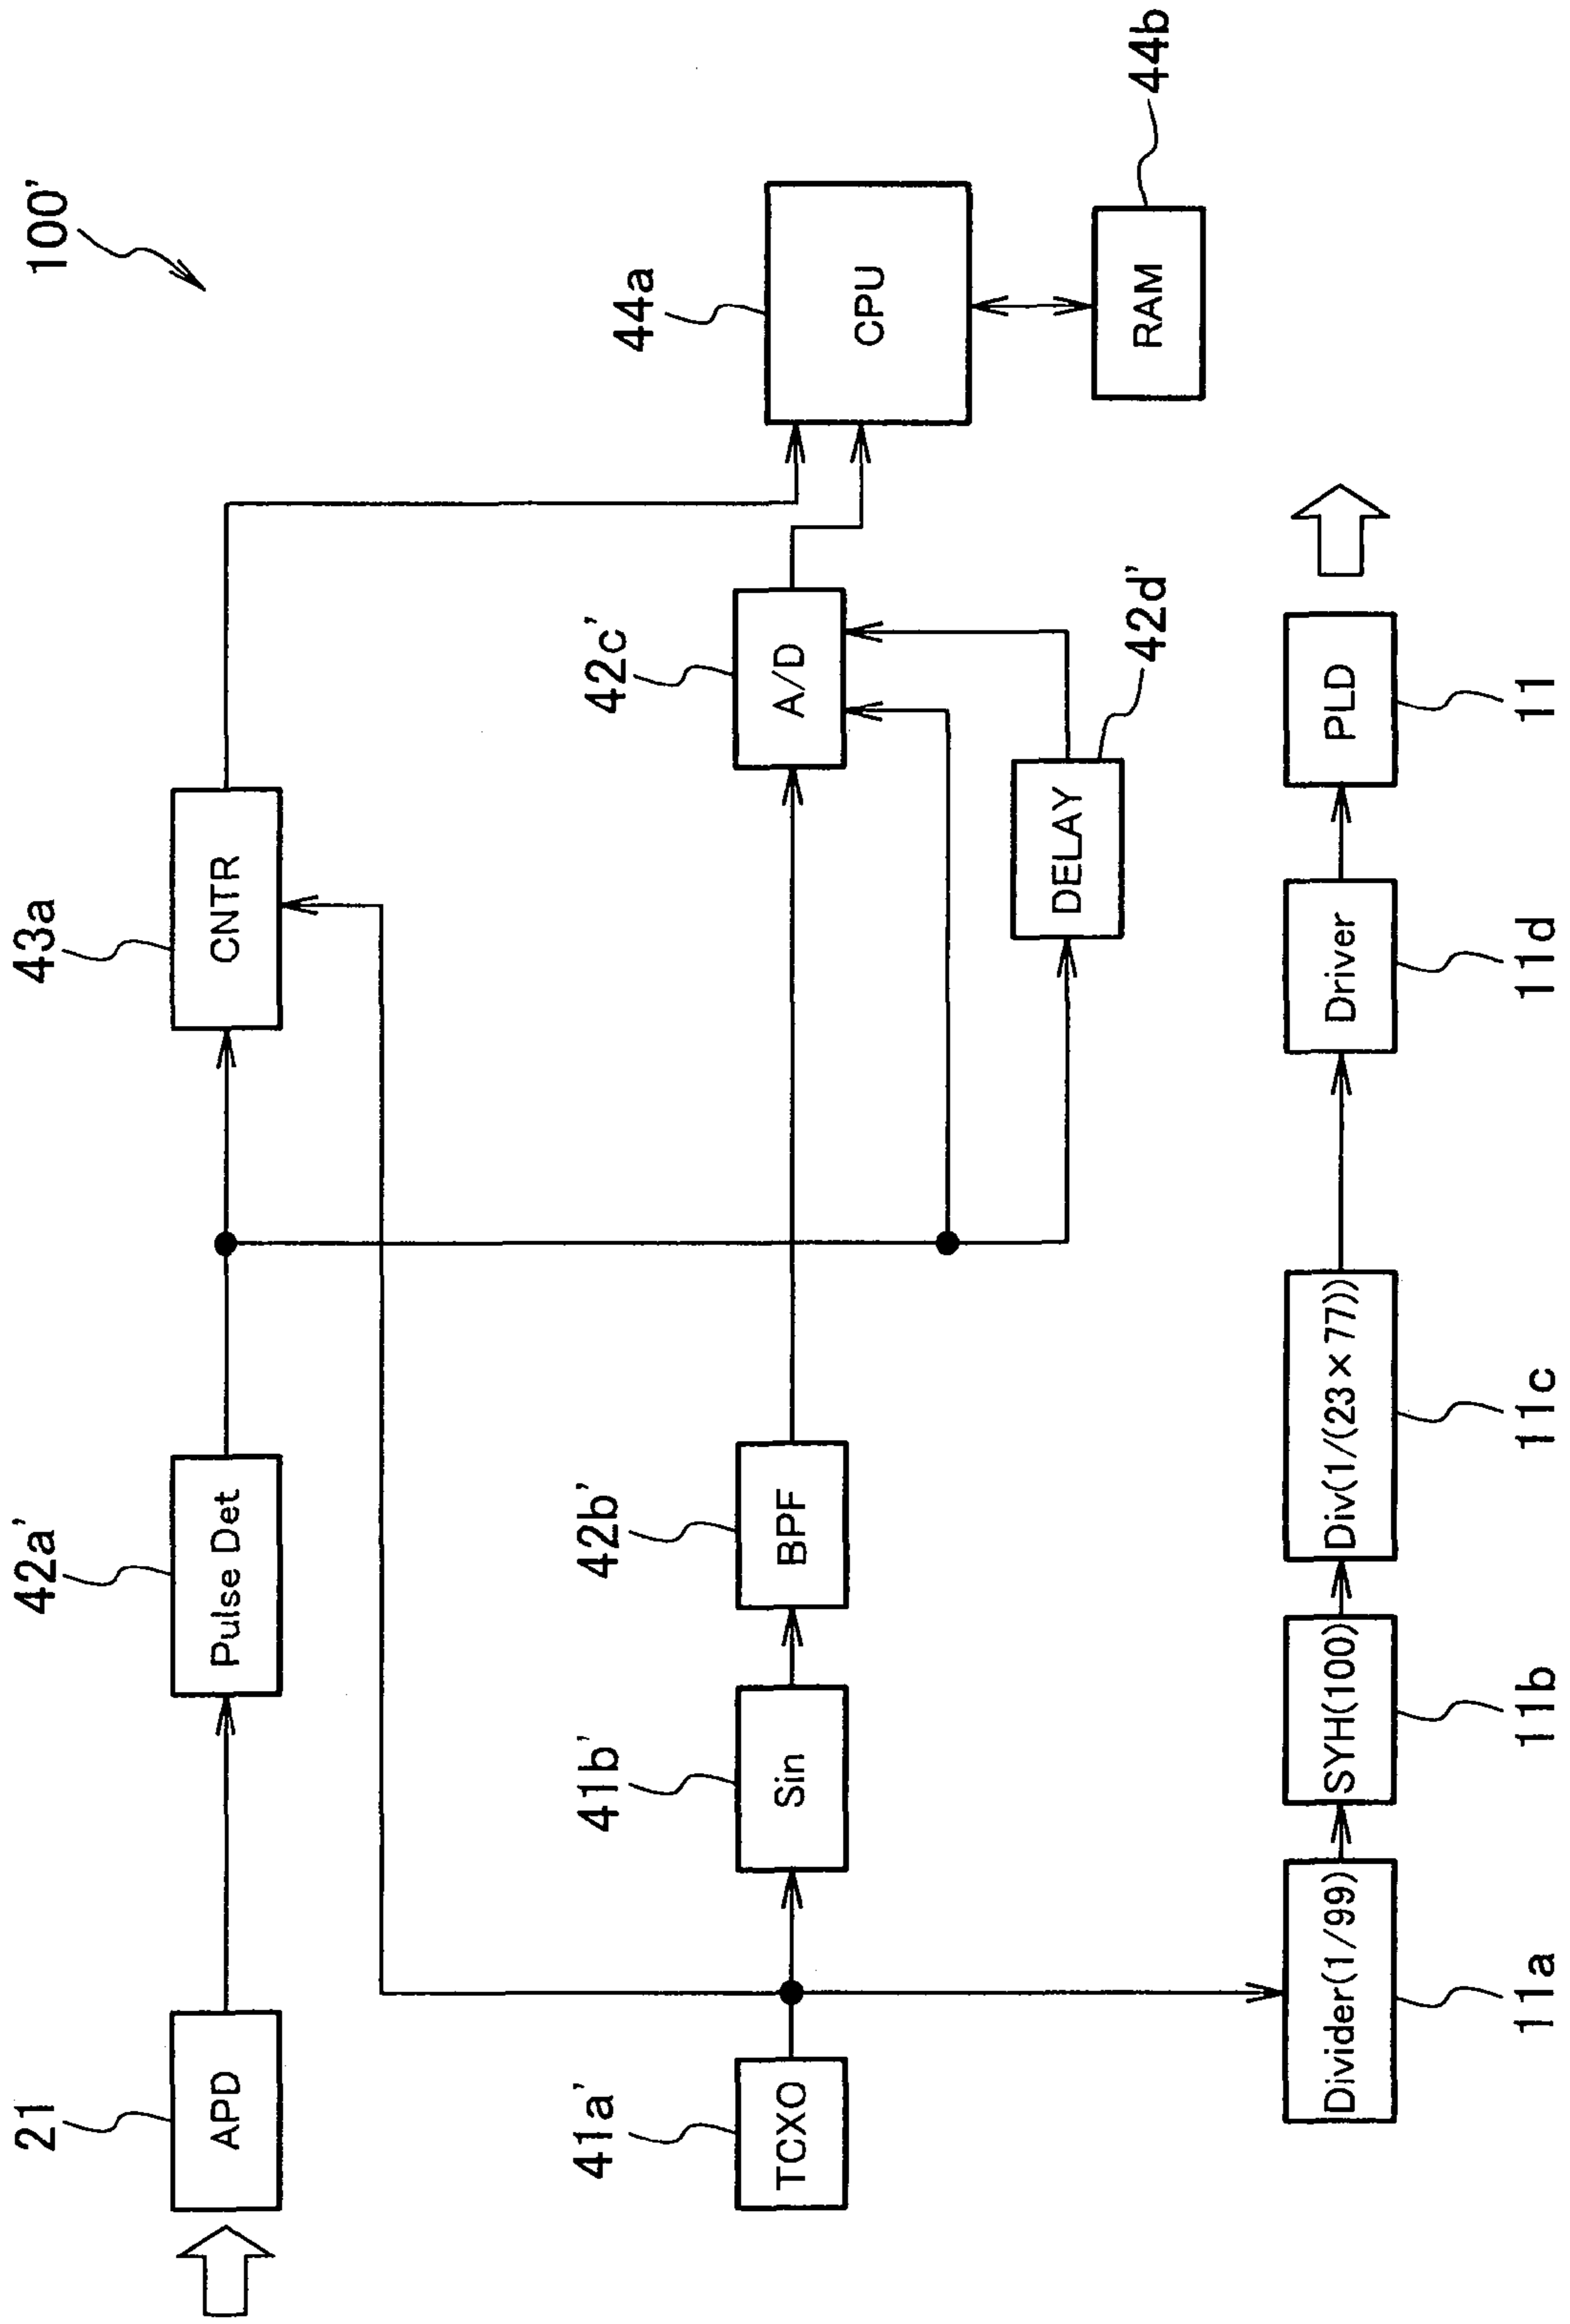 100'
21
APD
42a'
Pulse Det
43a
CNTR
41a'
TCXO
41b'
Sin
42b'
BPF
42c'
A/D
44a
CPU
DELAY
42d'
RAM
44b
Divider(1/99)
11a
SYH(100)
11b
Div(1/(23×77))
11c
Driver
11d
PLD
11